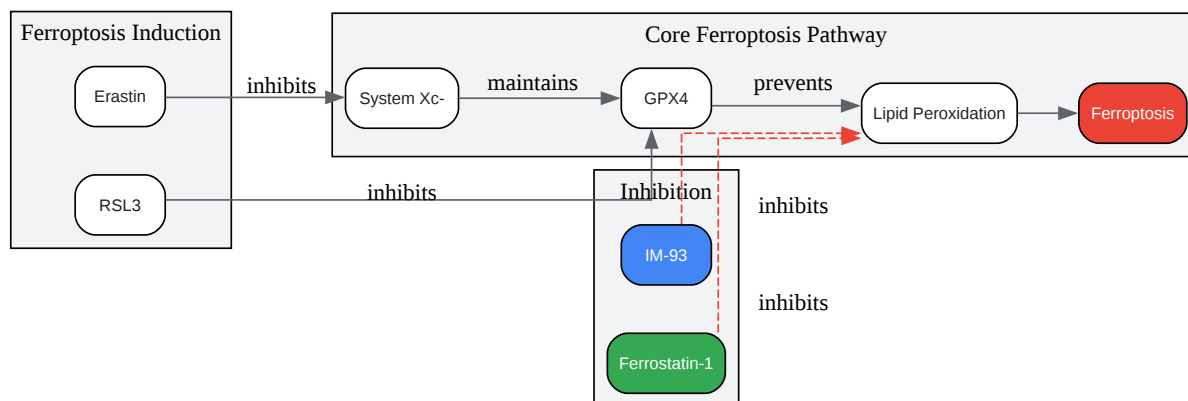 Ferroptosis Induction
Core Ferroptosis Pathway
Erastin
inhibits
System Xc-
maintains
GPX4
prevents
Lipid Peroxidation
Ferroptosis
RSL3
inhibits
Inhibition
inhibits
IM-93
inhibits
Ferrostatin-1